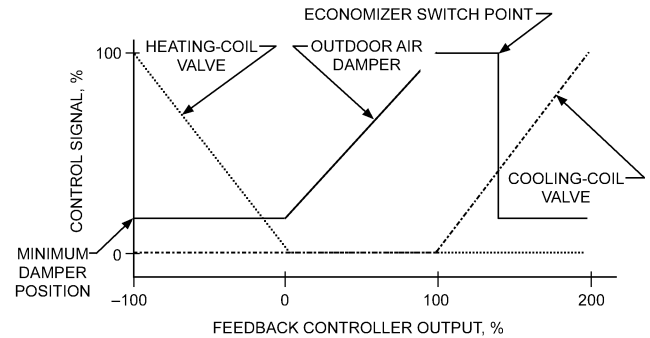 ECONOMIZER SWITCH POINT
100
HEATING-COIL
VALVE
OUTDOOR AIR
DAMPER
CONTROL SIGNAL, %
COOLING-COIL
VALVE
0
MINIMUM
DAMPER
POSITION
–100
0
100
200
FEEDBACK CONTROLLER OUTPUT, %